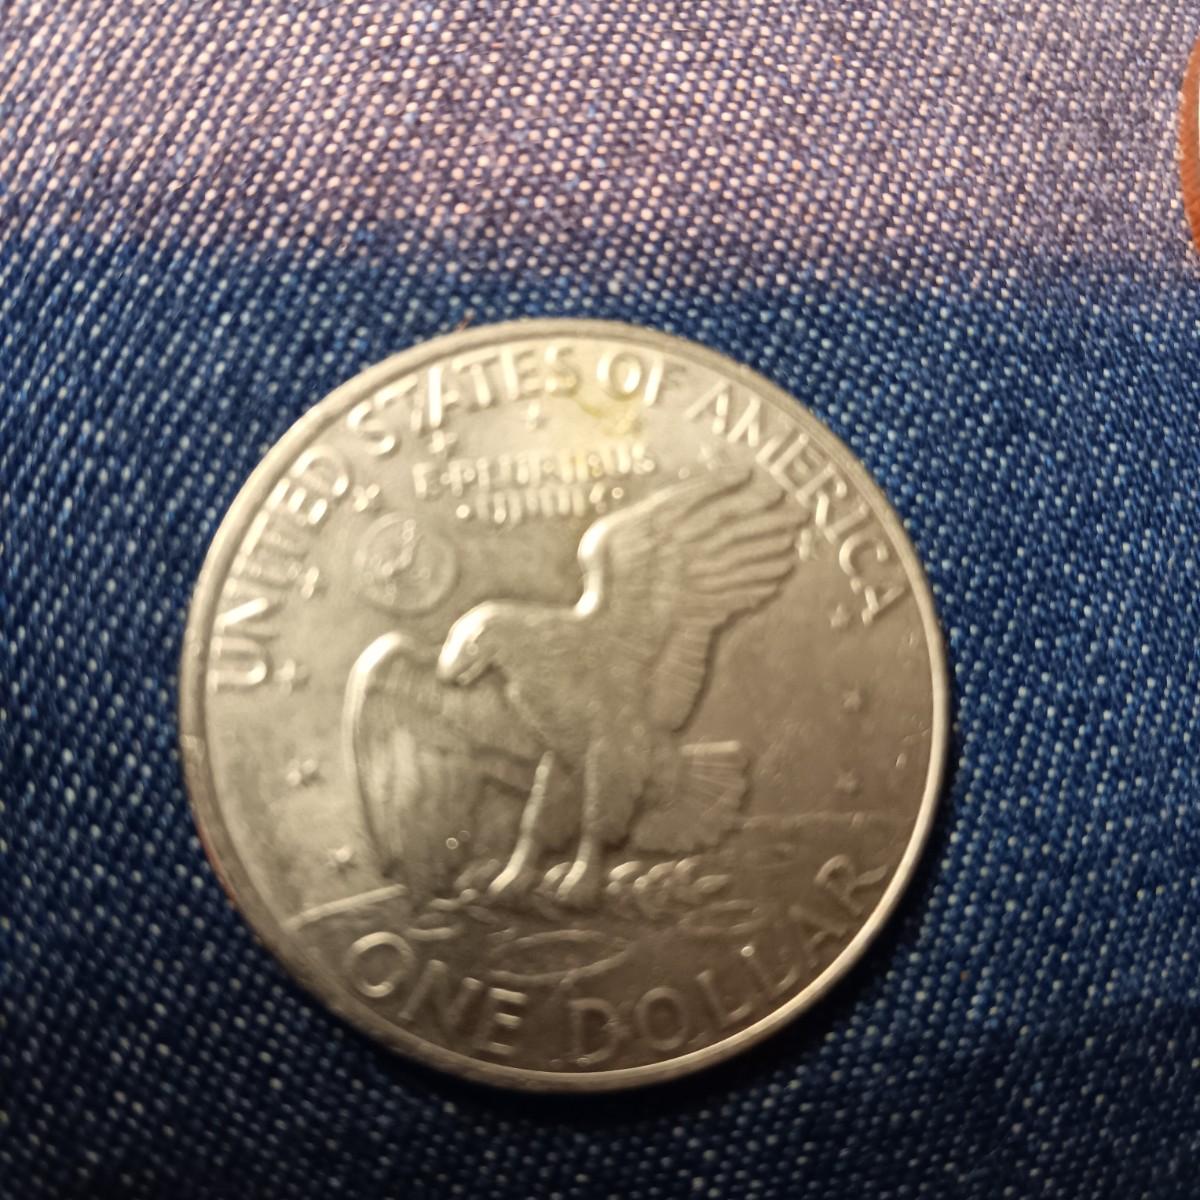 UNITED STATES OF AMERICA
E·PLURIBUS
·UNUM·
ONE DOLLAR